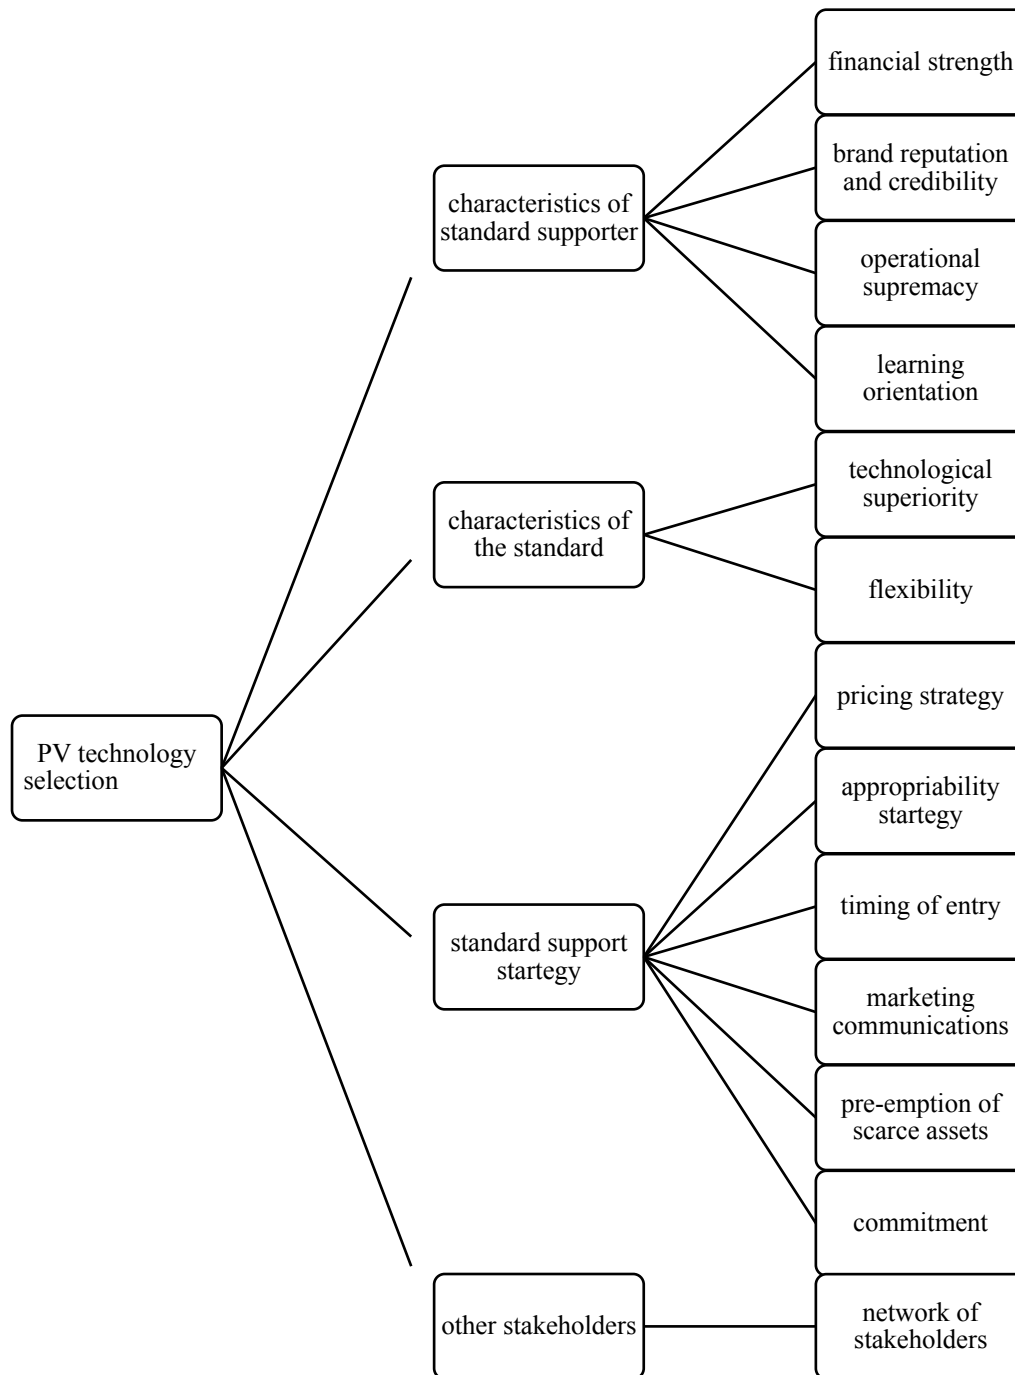 PV technology
selection
characteristics of
standard supporter
characteristics of
the standard
standard support
startegy
other stakeholders
financial strength
brand reputation
and credibility
operational
supremacy
learning
orientation
technological
superiority
flexibility
pricing strategy
appropriability
startegy
timing of entry
marketing
communications
pre-emption of
scarce assets
commitment
network of
stakeholders